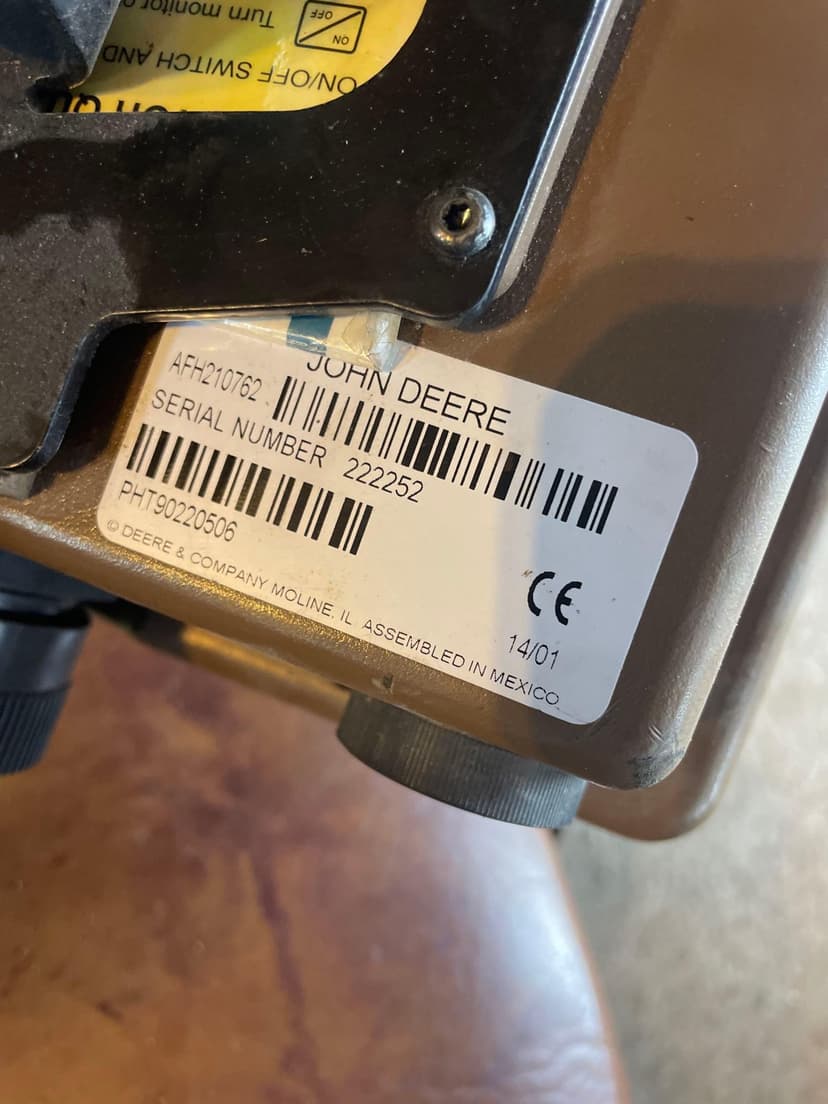 Turn monitor
ON
OFF
ON/OFF SWITCH AND
JOHN DEERE
AFH210762
SERIAL NUMBER 222252
PHT90220506
CE
14/01
© DEERE & COMPANY MOLINE, IL ASSEMBLED IN MEXICO